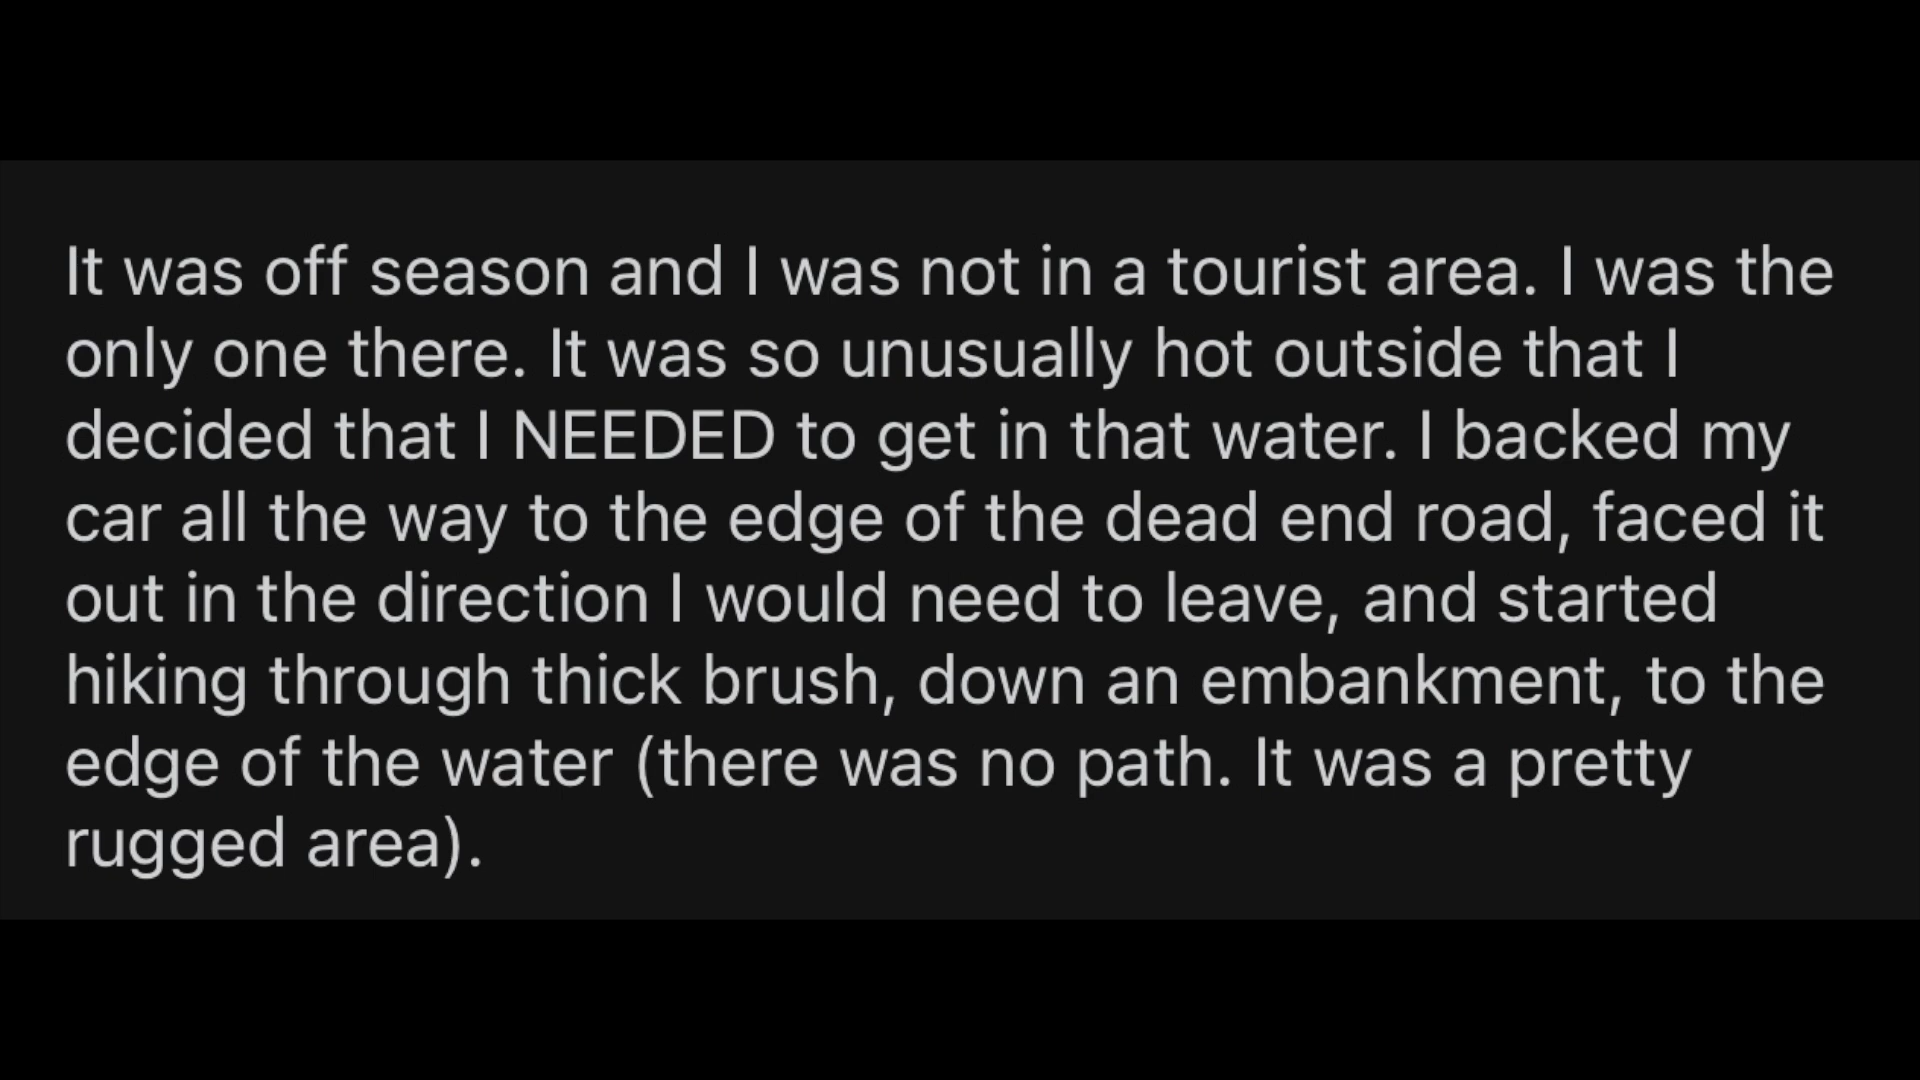 It was off season and I was not in a tourist area. I was the
only one there. It was so unusually hot outside that I
decided that I NEEDED to get in that water. I backed my
car all the way to the edge of the dead end road, faced it
out in the direction I would need to leave, and started
hiking through thick brush, down an embankment, to the
edge of the water (there was no path. It was a pretty
rugged area).